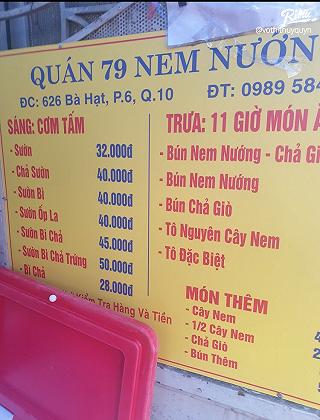 @vothithuyquyn
QUÁN 79 NEM NƯỚN
ĐC: 626 Bà Hạt, P.6, Q.10 ĐT: 0989 584
SÁNG: CƠM TẤM
- Sườn 32.000đ
- Chả Sườn 40.000đ
- Sườn Bì 40.000đ
- Sườn Ốp La 40.000đ
- Sườn Bì Chả 45.000đ
- Sườn Bì Chả Trứng 50.000đ
- Bì Chả 28.000đ
Kiểm Tra Hàng Và Tiền
TRƯA: 11 GIỜ MÓN Ă
- Bún Nem Nướng - Chả Gi
- Bún Nem Nướng
- Bún Chả Giò
- Tô Nguyên Cây Nem
- Tô Đặc Biệt
MÓN THÊM
- Cây Nem
- 1/2 Cây Nem
- Chả Giò
- Bún Thêm